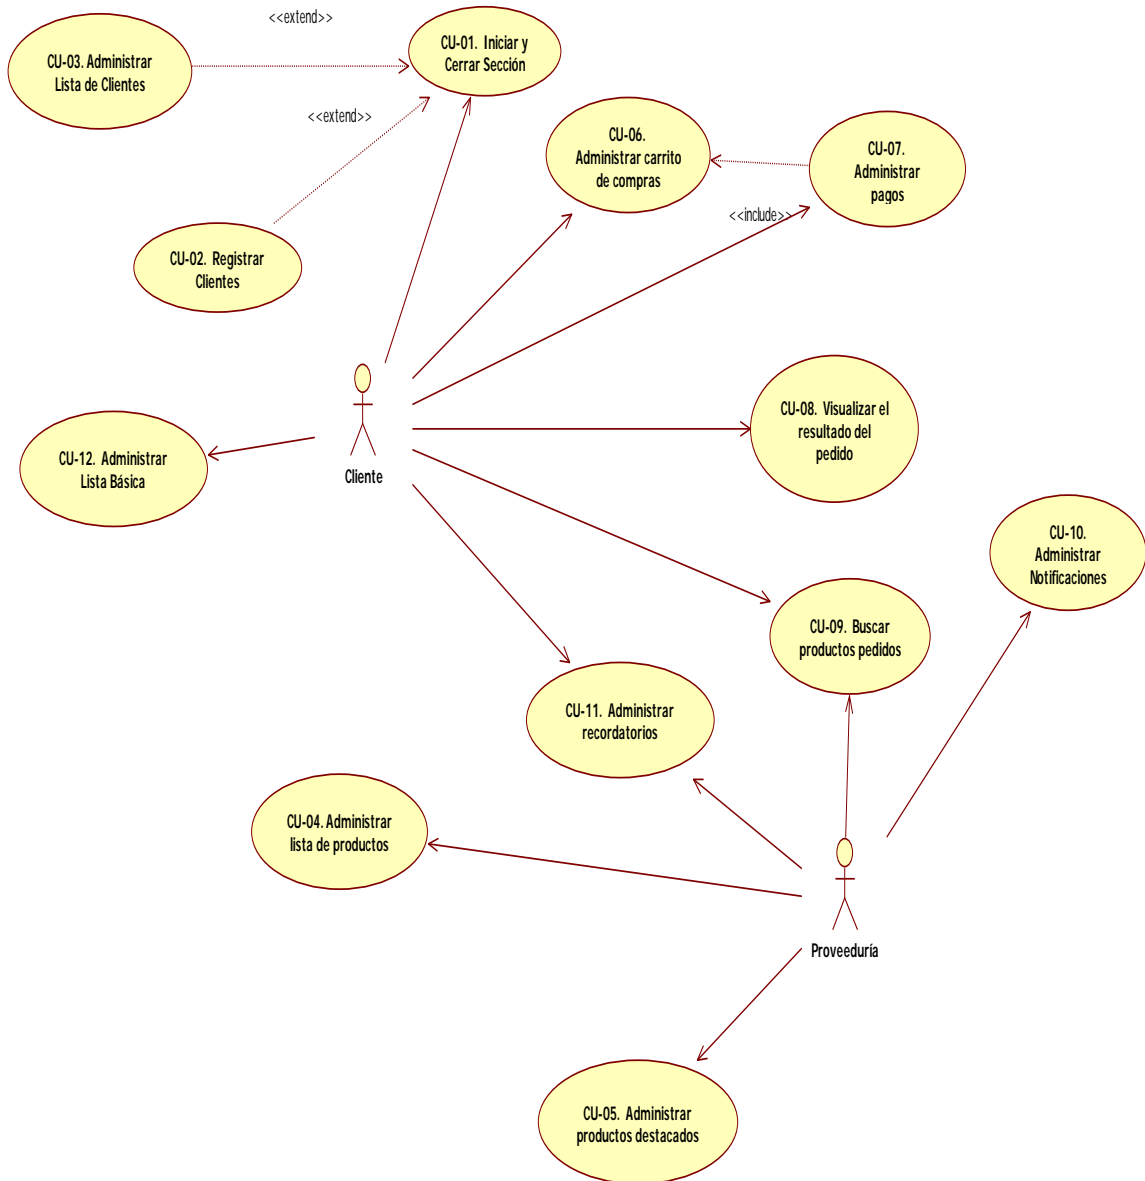 <<extend>>
CU-01. Iniciar y
Cerrar Sección
CU-03. Administrar
Lista de Clientes
<<extend>>
CU-06.
Administrar carrito
de compras
CU-07.
Administrar
pagos
<<include>>
CU-02. Registrar
Clientes
CU-08. Visualizar el
resultado del
pedido
CU-12. Administrar
Lista Básica
Cliente
CU-10.
Administrar
Notificaciones
CU-09. Buscar
productos pedidos
CU-11. Administrar
recordatorios
CU-04. Administrar
lista de productos
Proveeduría
CU-05. Administrar
productos destacados